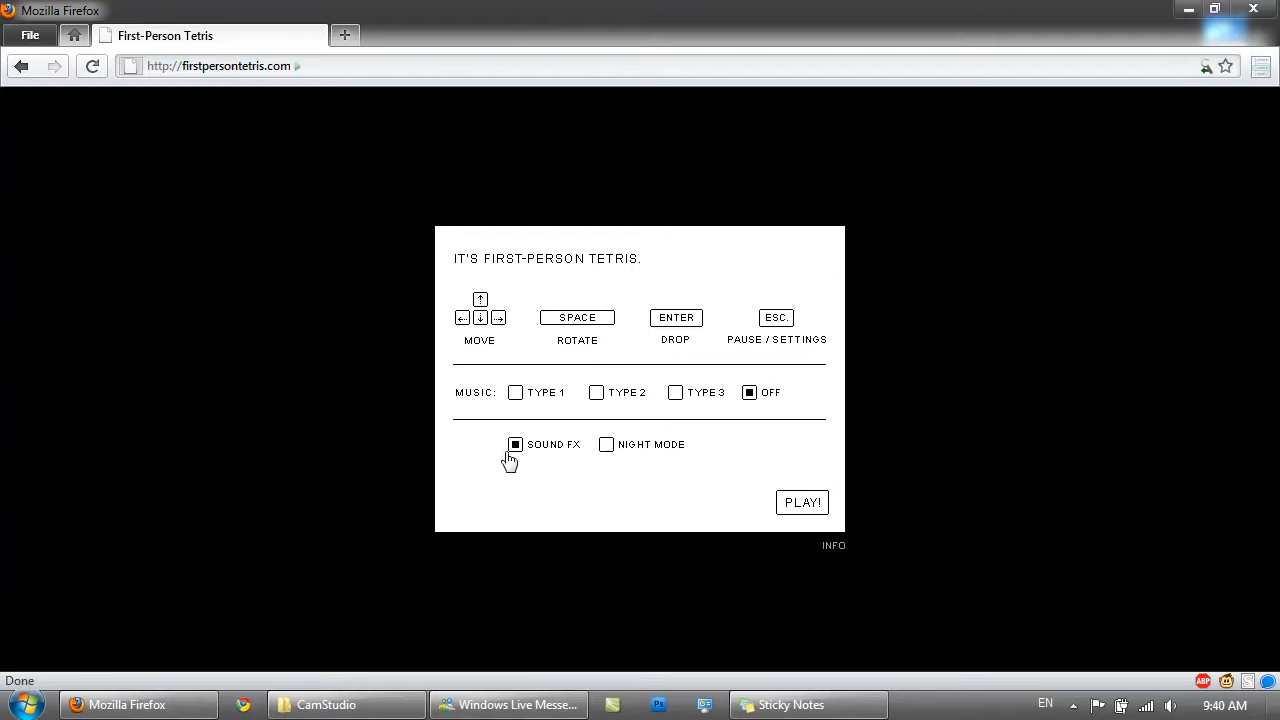 Mozilla Firefox
File
First-Person Tetris
http://firstpersontetris.com
IT'S FIRST-PERSON TETRIS.
SPACE ENTER ESC.
MOVE ROTATE DROP PAUSE / SETTINGS
MUSIC: TYPE 1 TYPE 2 TYPE 3 OFF
SOUND FX NIGHT MODE
PLAY!
INFO
Done
ABP
Mozilla Firefox CamStudio Windows Live Messe... Ps Sticky Notes EN 9:40 AM